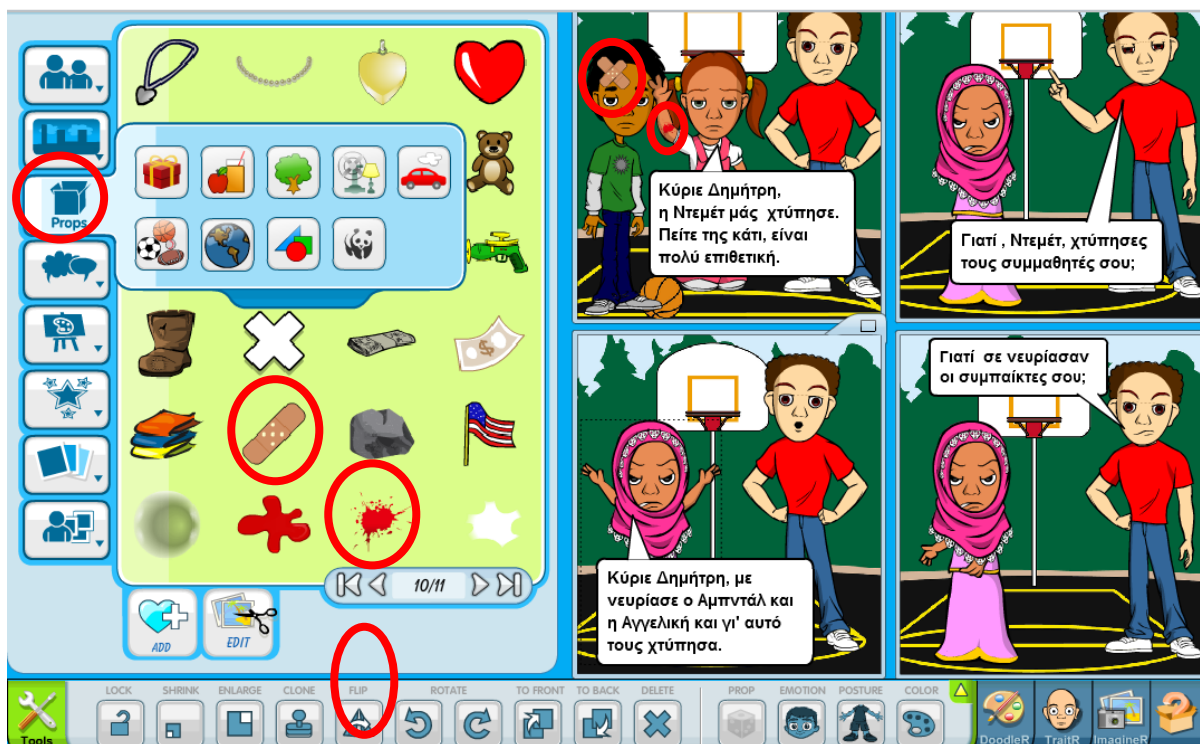 Props
10/11
ADD
EDIT
Κύριε Δημήτρη,
η Ντεμέτ μάς χτύπησε.
Πείτε της κάτι, είναι
πολύ επιθετική.
Γιατί , Ντεμέτ, χτύπησες
τους συμμαθητές σου;
Κύριε Δημήτρη, με
νευρίασε ο Αμπντάλ και
η Αγγελική και γι' αυτό
τους χτύπησα.
Γιατί σε νευρίασαν
οι συμπαίκτες σου;
Tools
LOCK SHRINK ENLARGE CLONE FLIP ROTATE TO FRONT TO BACK DELETE PROP EMOTION POSTURE COLOR
DoodleR TraitR ImagineR